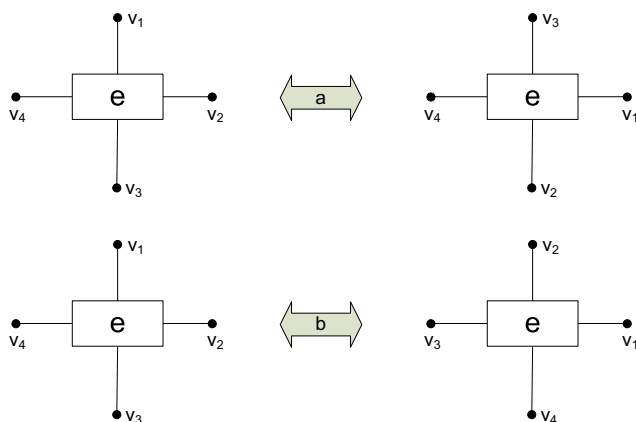 v₁ v₃
e a e
v₄ v₂ v₄ v₁
v₃ v₂
v₁ v₂
e b e
v₄ v₂ v₃ v₁
v₃ v₄